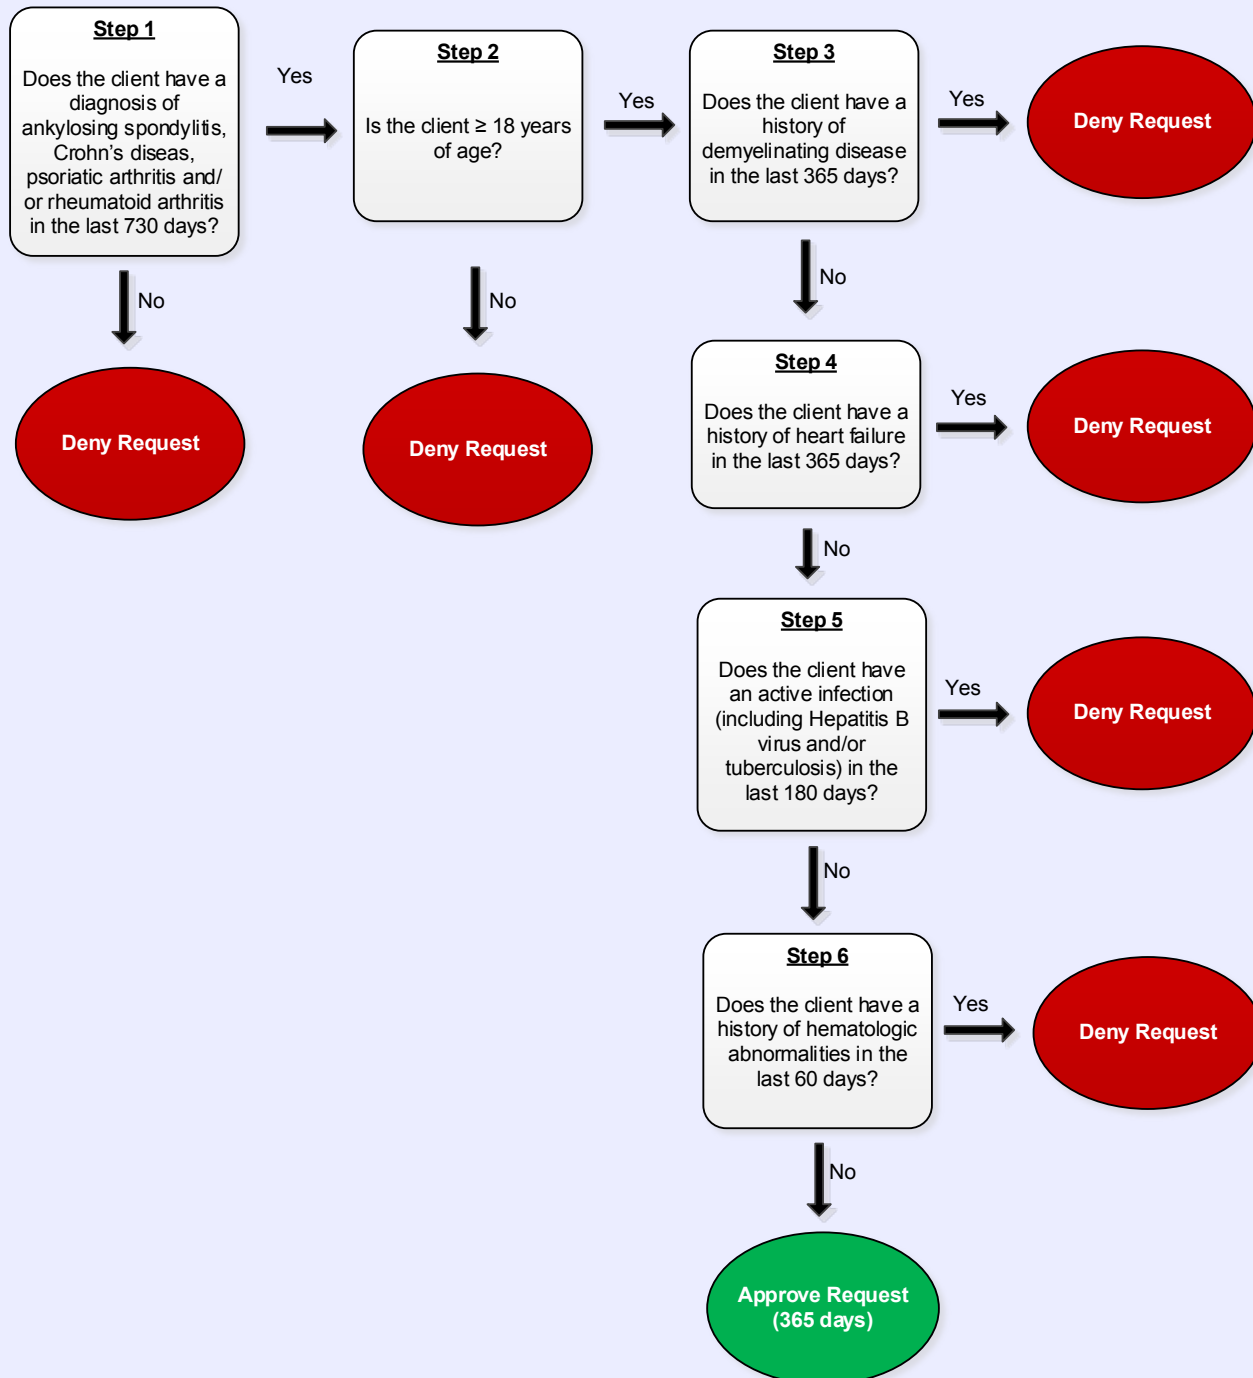 Step 1
Does the client have a
diagnosis of
ankylosing spondylitis,
Crohn's diseas,
psoriatic arthritis and/
or rheumatoid arthritis
in the last 730 days?
Yes
No
Deny Request
Step 2
Is the client ≥ 18 years
of age?
Yes
No
Deny Request
Step 3
Does the client have a
history of
demyelinating disease
in the last 365 days?
Yes
Deny Request
No
Step 4
Does the client have a
history of heart failure
in the last 365 days?
Yes
Deny Request
No
Step 5
Does the client have
an active infection
(including Hepatitis B
virus and/or
tuberculosis) in the
last 180 days?
Yes
Deny Request
No
Step 6
Does the client have a
history of hematologic
abnormalities in the
last 60 days?
Yes
Deny Request
No
Approve Request
(365 days)